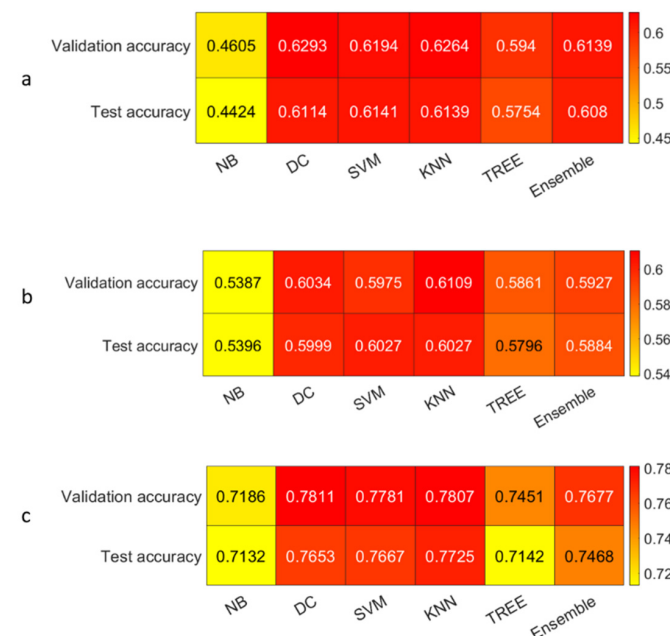 a
Validation accuracy 0.4605 0.6293 0.6194 0.6264 0.594 0.6139
Test accuracy 0.4424 0.6114 0.6141 0.6139 0.5754 0.608
NB DC SVM KNN TREE Ensemble
0.6
0.55
0.5
0.45
b
Validation accuracy 0.5387 0.6034 0.5975 0.6109 0.5861 0.5927
Test accuracy 0.5396 0.5999 0.6027 0.6027 0.5796 0.5884
NB DC SVM KNN TREE Ensemble
0.6
0.58
0.56
0.54
c
Validation accuracy 0.7186 0.7811 0.7781 0.7807 0.7451 0.7677
Test accuracy 0.7132 0.7653 0.7667 0.7725 0.7142 0.7468
NB DC SVM KNN TREE Ensemble
0.78
0.76
0.74
0.72